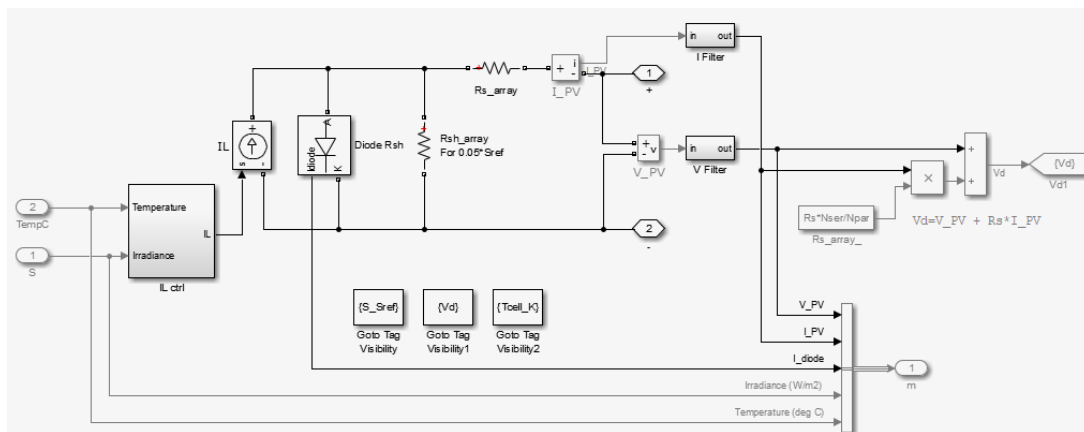 in
out
I Filter
+
i
-
I_PV
I_PV
1
+
Rs_array
+
IL
s
-
A
Idiode
K
Diode Rsh
Rsh_array
For 0.05*Sref
+
-
v
V_PV
in
out
V Filter
+
+
Vd
{Vd}
Vd1
×
Rs*Nser/Npar
Rs_array_
Vd=V_PV + Rs*I_PV
2
TempC
1
S
Temperature
Irradiance
IL
IL ctrl
2
-
{S_Sref}
Goto Tag
Visibility
{Vd}
Goto Tag
Visibility1
{Tcell_K}
Goto Tag
Visibility2
V_PV
I_PV
I_diode
Irradiance (W/m2)
Temperature (deg C)
1
m